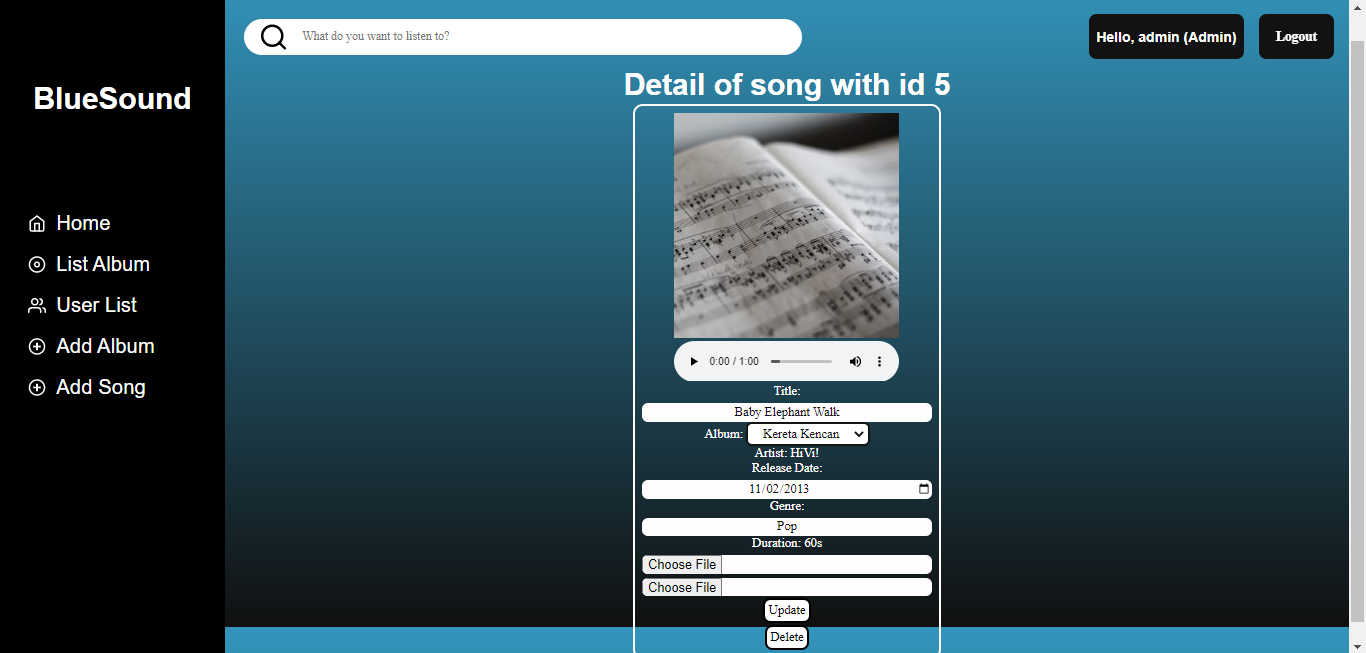 What do you want to listen to?
Hello, admin (Admin)
Logout
BlueSound
Home
List Album
User List
Add Album
Add Song
Detail of song with id 5
0:00 / 1:00
Title:
Baby Elephant Walk
Album: Kereta Kencan
Artist: HiVi!
Release Date:
11/02/2013
Genre:
Pop
Duration: 60s
Choose File
Choose File
Update
Delete